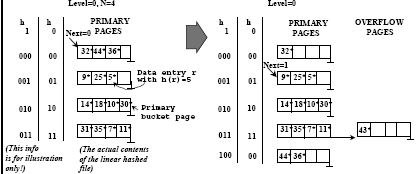 Level=0, N=4
h h PRIMARY PAGES
1 0
Next=0
000 00 32* 44* 36*
001 01 9* 25* 5*
Data entry r
with h(r)=5
010 10 14* 18* 10* 30*
Primary
bucket page
011 11 31* 35* 7* 11*
(This info
is for illustration
only!)
(The actual contents
of the linear hashed
file)
Level=0
h h PRIMARY PAGES OVERFLOW PAGES
1 0
000 00 32*
Next=1
001 01 9* 25* 5*
010 10 14* 18* 10* 30*
011 11 31* 35* 7* 11* 43*
100 00 44* 36*